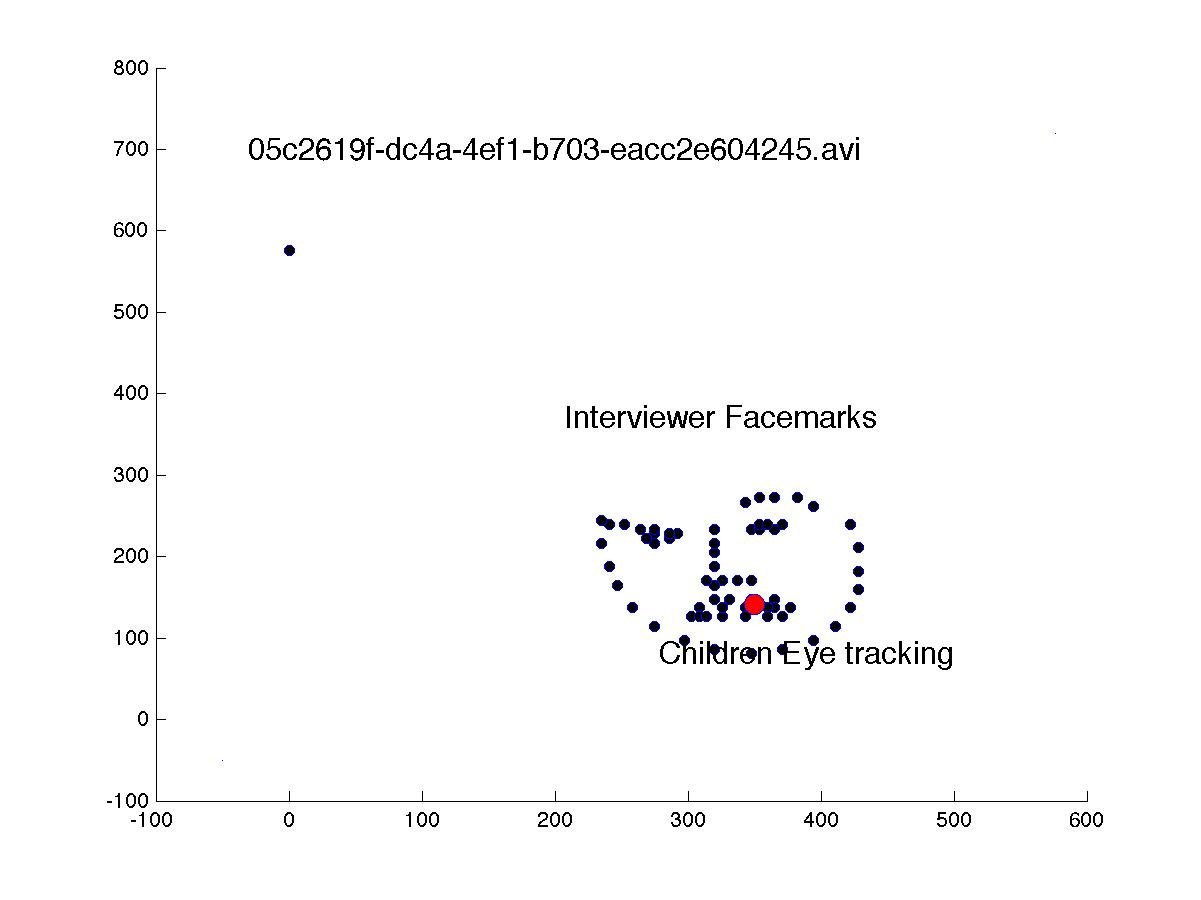 800
700
05c2619f-dc4a-4ef1-b703-eacc2e604245.avi
600
500
400
Interviewer Facemarks
300
200
100
Children Eye tracking
0
-100
-100 0 100 200 300 400 500 600